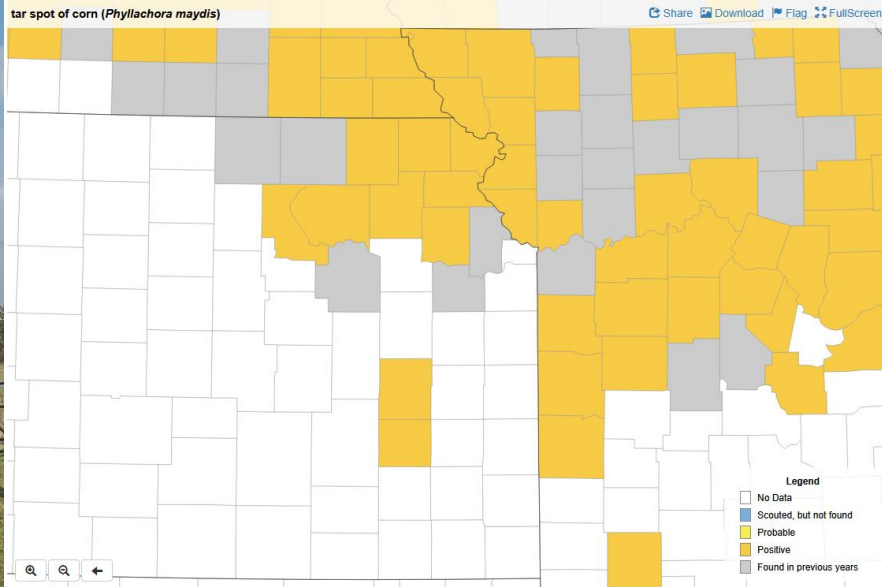 tar spot of corn (Phyllachora maydis)
Share Download Flag FullScreen
Legend
No Data
Scouted, but not found
Probable
Positive
Found in previous years